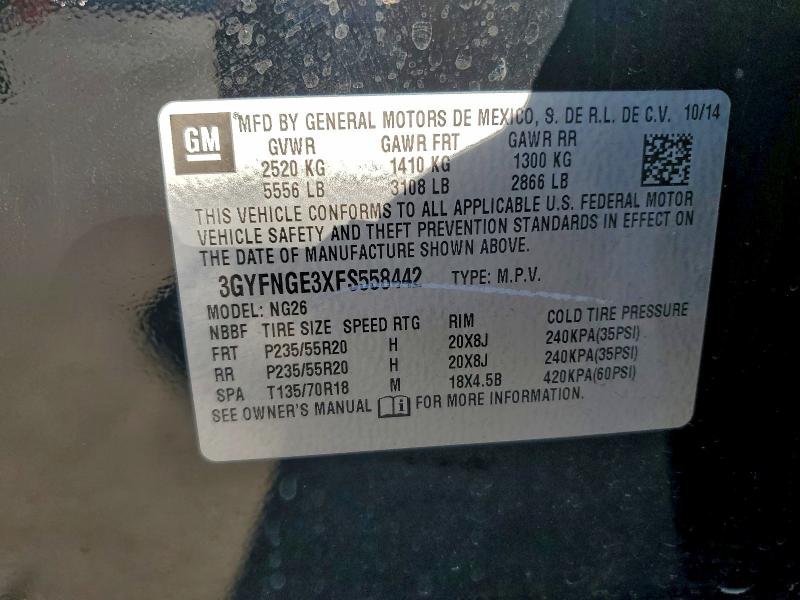 GM ®MFD BY GENERAL MOTORS DE MEXICO, S. DE R.L. DE C.V. 10/14
GVWR GAWR FRT GAWR RR
2520 KG 1410 KG 1300 KG
5556 LB 3108 LB 2866 LB
THIS VEHICLE CONFORMS TO ALL APPLICABLE U.S. FEDERAL MOTOR
VEHICLE SAFETY AND THEFT PREVENTION STANDARDS IN EFFECT ON
THE DATE OF MANUFACTURE SHOWN ABOVE.
3GYFNGE3XFS558442 TYPE: M.P.V.
MODEL: NG26
NBBF TIRE SIZE SPEED RTG RIM COLD TIRE PRESSURE
FRT P235/55R20 H 20X8J 240KPA(35PSI)
RR P235/55R20 H 20X8J 240KPA(35PSI)
SPA T135/70R18 M 18X4.5B 420KPA(60PSI)
SEE OWNER'S MANUAL FOR MORE INFORMATION.